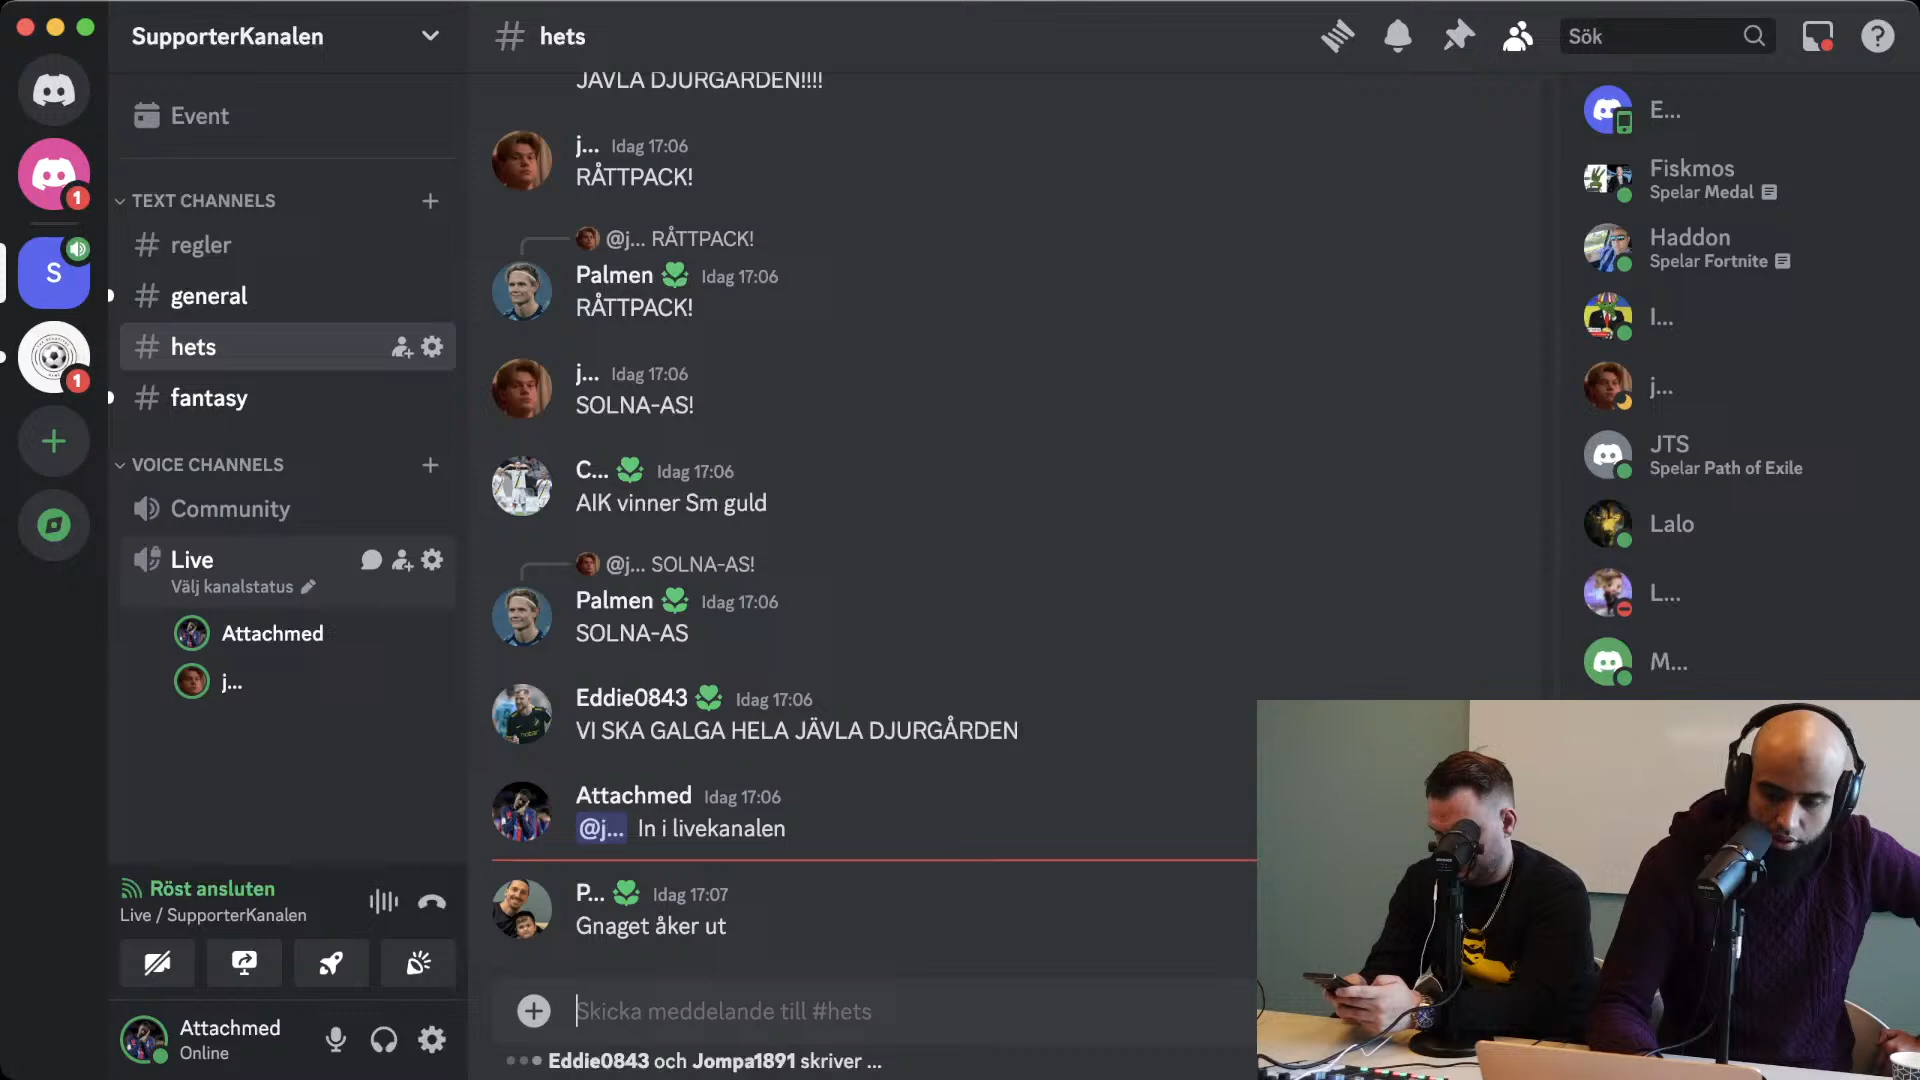 SupporterKanalen
Event
TEXT CHANNELS
regler
general
hets
fantasy
VOICE CHANNELS
Community
Live
Välj kanalstatus
Attachmed
j...
Röst ansluten
Live / SupporterKanalen
Attachmed
Online
1
S
1
# hets
Sök
JÄVLA DJURGÅRDEN!!!!
j... Idag 17:06
RÅTTPACK!
@j... RÅTTPACK!
Palmen Idag 17:06
RÅTTPACK!
j... Idag 17:06
SOLNA-AS!
C... Idag 17:06
AIK vinner Sm guld
@j... SOLNA-AS!
Palmen Idag 17:06
SOLNA-AS
Eddie0843 Idag 17:06
VI SKA GALGA HELA JÄVLA DJURGÅRDEN
Attachmed Idag 17:06
@j... In i livekanalen
P... Idag 17:07
Gnaget åker ut
Skicka meddelande till #hets
Eddie0843 och Jompa1891 skriver ...
E...
Fiskmos
Spelar Medal
Haddon
Spelar Fortnite
I...
j...
JTS
Spelar Path of Exile
Lalo
L...
M...